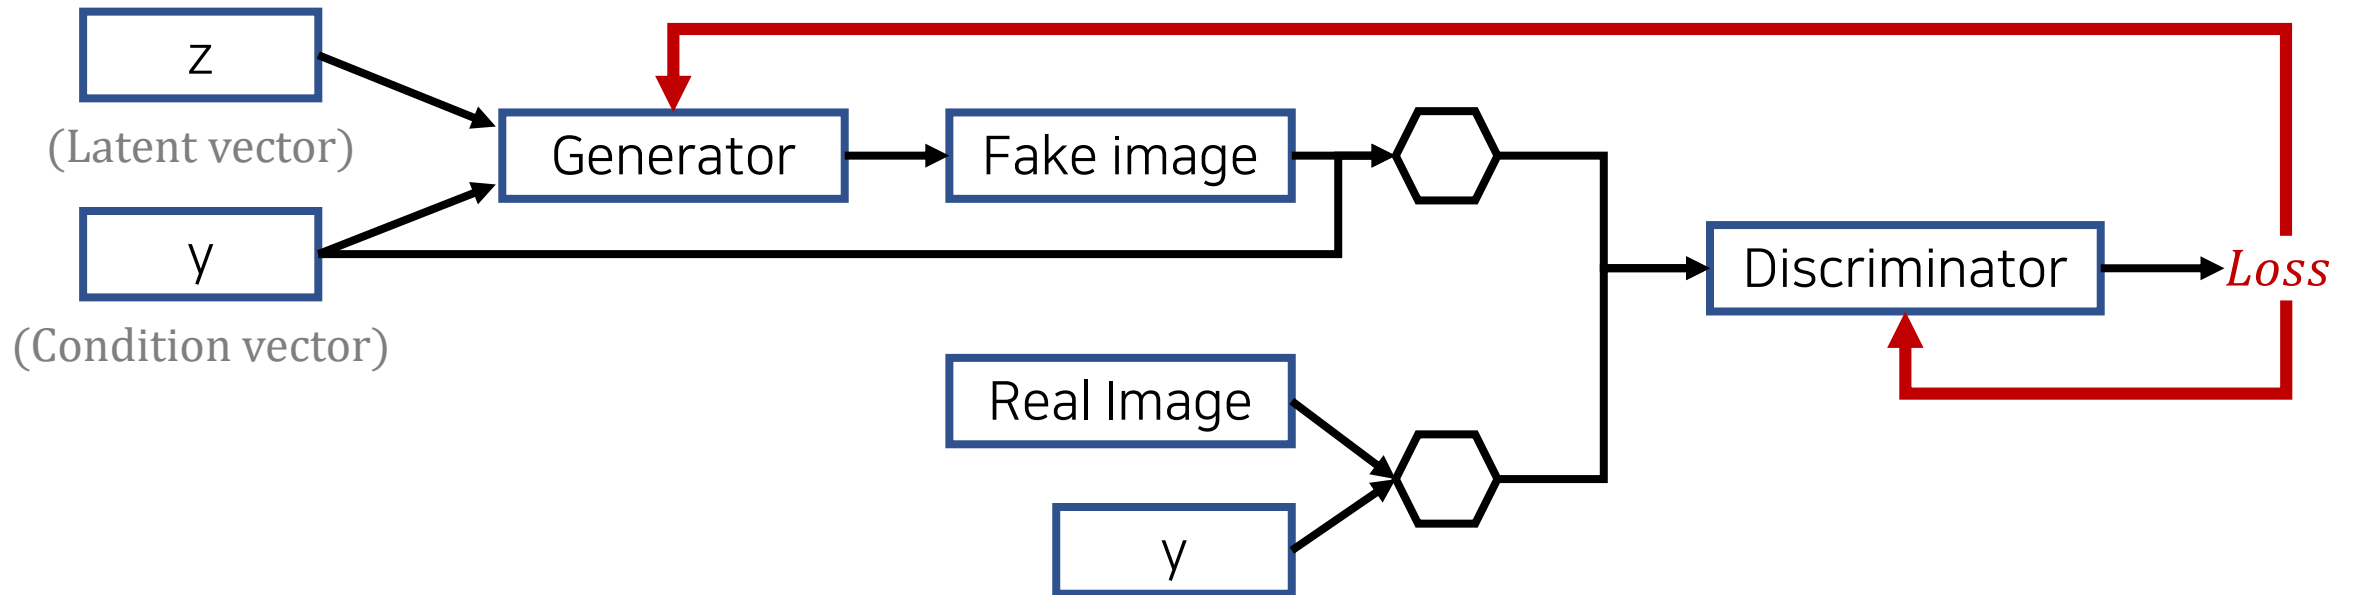 z
(Latent vector)
Generator
Fake image
y
(Condition vector)
Discriminator
Loss
Real Image
y